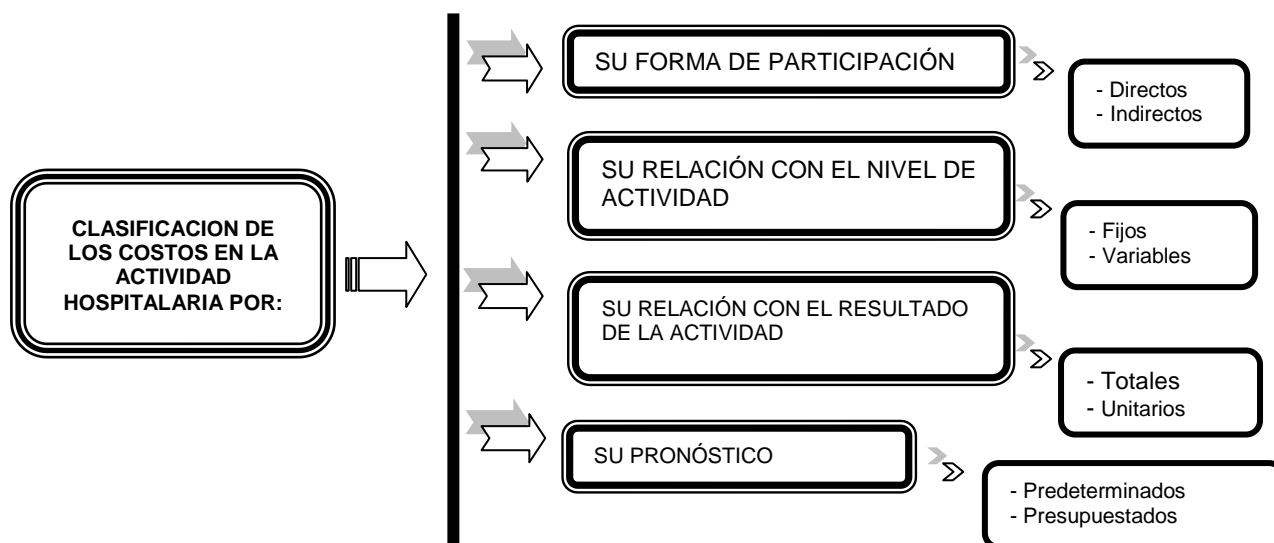 CLASIFICACION DE
LOS COSTOS EN LA
ACTIVIDAD
HOSPITALARIA POR:
SU FORMA DE PARTICIPACIÓN
- Directos
- Indirectos
SU RELACIÓN CON EL NIVEL DE
ACTIVIDAD
- Fijos
- Variables
SU RELACIÓN CON EL RESULTADO
DE LA ACTIVIDAD
- Totales
- Unitarios
SU PRONÓSTICO
- Predeterminados
- Presupuestados